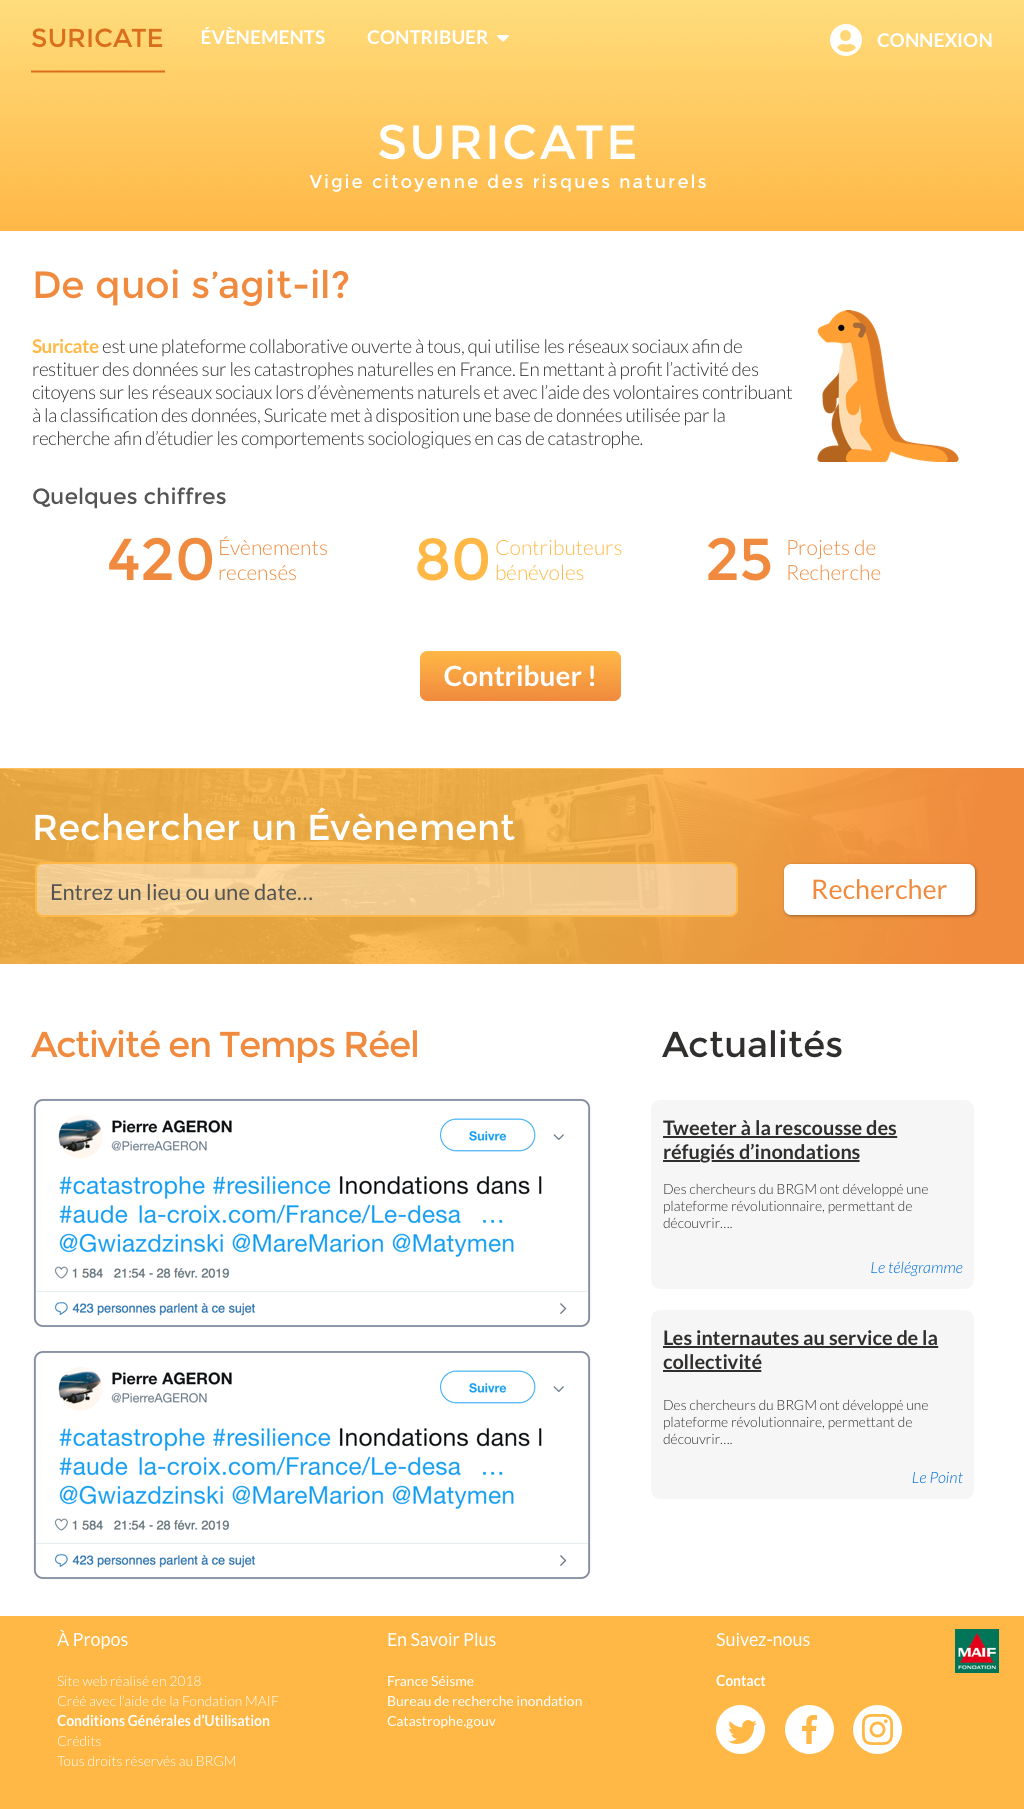 SURICATE
ÉVÈNEMENTS
CONTRIBUER
CONNEXION
SURICATE
Vigie citoyenne des risques naturels
De quoi s’agit-il?
Suricate est une plateforme collaborative ouverte à tous, qui utilise les réseaux sociaux afin de
restituer des données sur les catastrophes naturelles en France. En mettant à profit l’activité des
citoyens sur les réseaux sociaux lors d’évènements naturels et avec l’aide des volontaires contribuant
à la classification des données, Suricate met à disposition une base de données utilisée par la
recherche afin d’étudier les comportements sociologiques en cas de catastrophe.
Quelques chiffres
420 Évènements
recensés
80 Contributeurs
bénévoles
25 Projets de
Recherche
Contribuer !
CARE
Rechercher un Évènement
Entrez un lieu ou une date...
Rechercher
Activité en Temps Réel
Pierre AGERON
@PierreAGERON
Suivre
#catastrophe #resilience Inondations dans l
#aude la-croix.com/France/Le-desa ...
@Gwiazdzinski @MareMarion @Matymen
1 584 21:54 - 28 févr. 2019
423 personnes parlent à ce sujet
Pierre AGERON
@PierreAGERON
Suivre
#catastrophe #resilience Inondations dans l
#aude la-croix.com/France/Le-desa ...
@Gwiazdzinski @MareMarion @Matymen
1 584 21:54 - 28 févr. 2019
423 personnes parlent à ce sujet
Actualités
Tweeter à la rescousse des
réfugiés d’inondations
Des chercheurs du BRGM ont développé une
plateforme révolutionnaire, permettant de
découvrir....
Le télégramme
Les internautes au service de la
collectivité
Des chercheurs du BRGM ont développé une
plateforme révolutionnaire, permettant de
découvrir....
Le Point
À Propos
Site web réalisé en 2018
Créé avec l’aide de la Fondation MAIF
Conditions Générales d’Utilisation
Crédits
Tous droits réservés au BRGM
En Savoir Plus
France Séisme
Bureau de recherche inondation
Catastrophe.gouv
Suivez-nous
Contact
MAIF
FONDATION